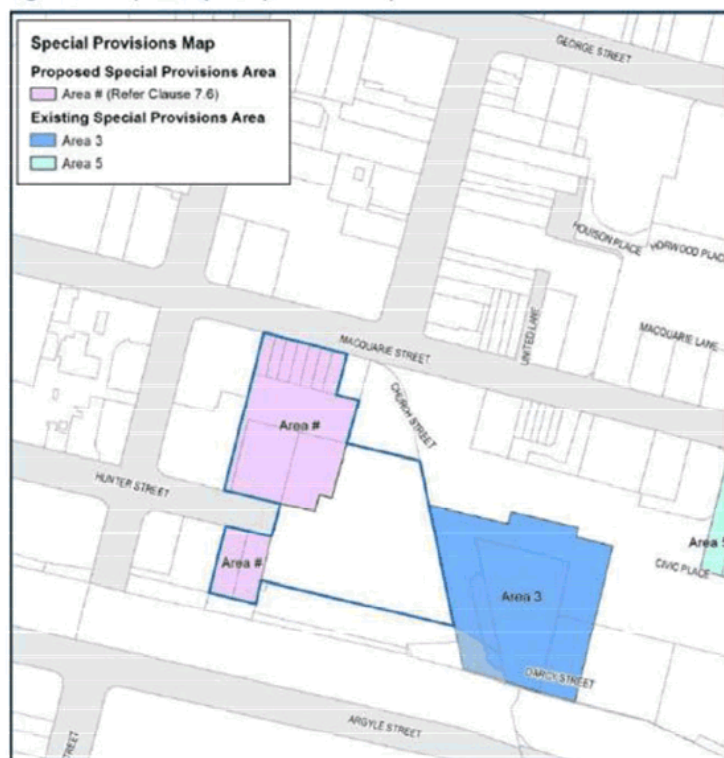 Special Provisions Map
Proposed Special Provisions Area
Area # (Refer Clause 7.6)
Existing Special Provisions Area
Area 3
Area 5
GEORGE STREET
HOUISON PLACE
HORWOOD PLAC
UNITED LANE
MACQUARIE LANE
MACQUARIE STREET
CHURCH STREET
Area #
HUNTER STREET
Area #
Area 5
CIVIC PLACE
Area 3
DARCY STREET
ARGYLE STREET
STREET